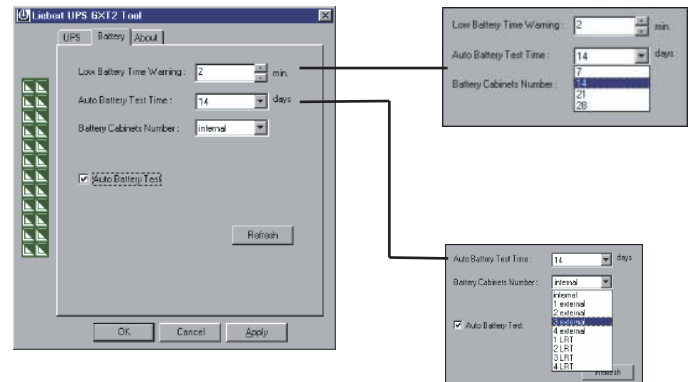 Liebert UPS GXT2 Tool
UPS Battery About
Low Battery Time Warning : 2 min.
Auto Battery Test Time : 14 days
Battery Cabinets Number : internal
Auto Battery Test
Refresh
OK Cancel Apply
Low Battery Time Warning : 2 min.
Auto Battery Test Time : 14 days
7
14
Battery Cabinets Number :
21
28
Auto Battery Test Time : 14 days
Battery Cabinets Number : internal
internal
1 external
2 external
3 external
Auto Battery Test
4 external
1 LRT
2 LRT
3 LRT
4 LRT
Refresh